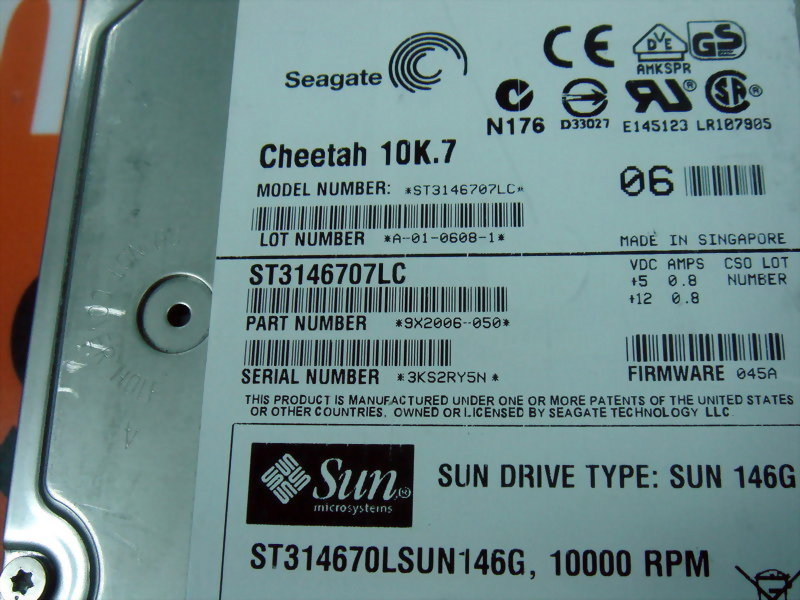 Seagate
CE DVE GS
AMKSPR
N176 D33027 E145123 LR107905
Cheetah 10K.7
MODEL NUMBER: *ST3146707LC*
06
LOT NUMBER *A-01-0608-1*
MADE IN SINGAPORE
ST3146707LC
VDC AMPS CSO LOT
+5 0.8 NUMBER
+12 0.8
PART NUMBER *9X2006-050*
SERIAL NUMBER *3KS2RY5N*
FIRMWARE 045A
THIS PRODUCT IS MANUFACTURED UNDER ONE OR MORE PATENTS OF THE UNITED STATES
OR OTHER COUNTRIES, OWNED OR LICENSED BY SEAGATE TECHNOLOGY LLC
Sun®
microsystems
SUN DRIVE TYPE: SUN 146G
ST314670LSUN146G, 10000 RPM